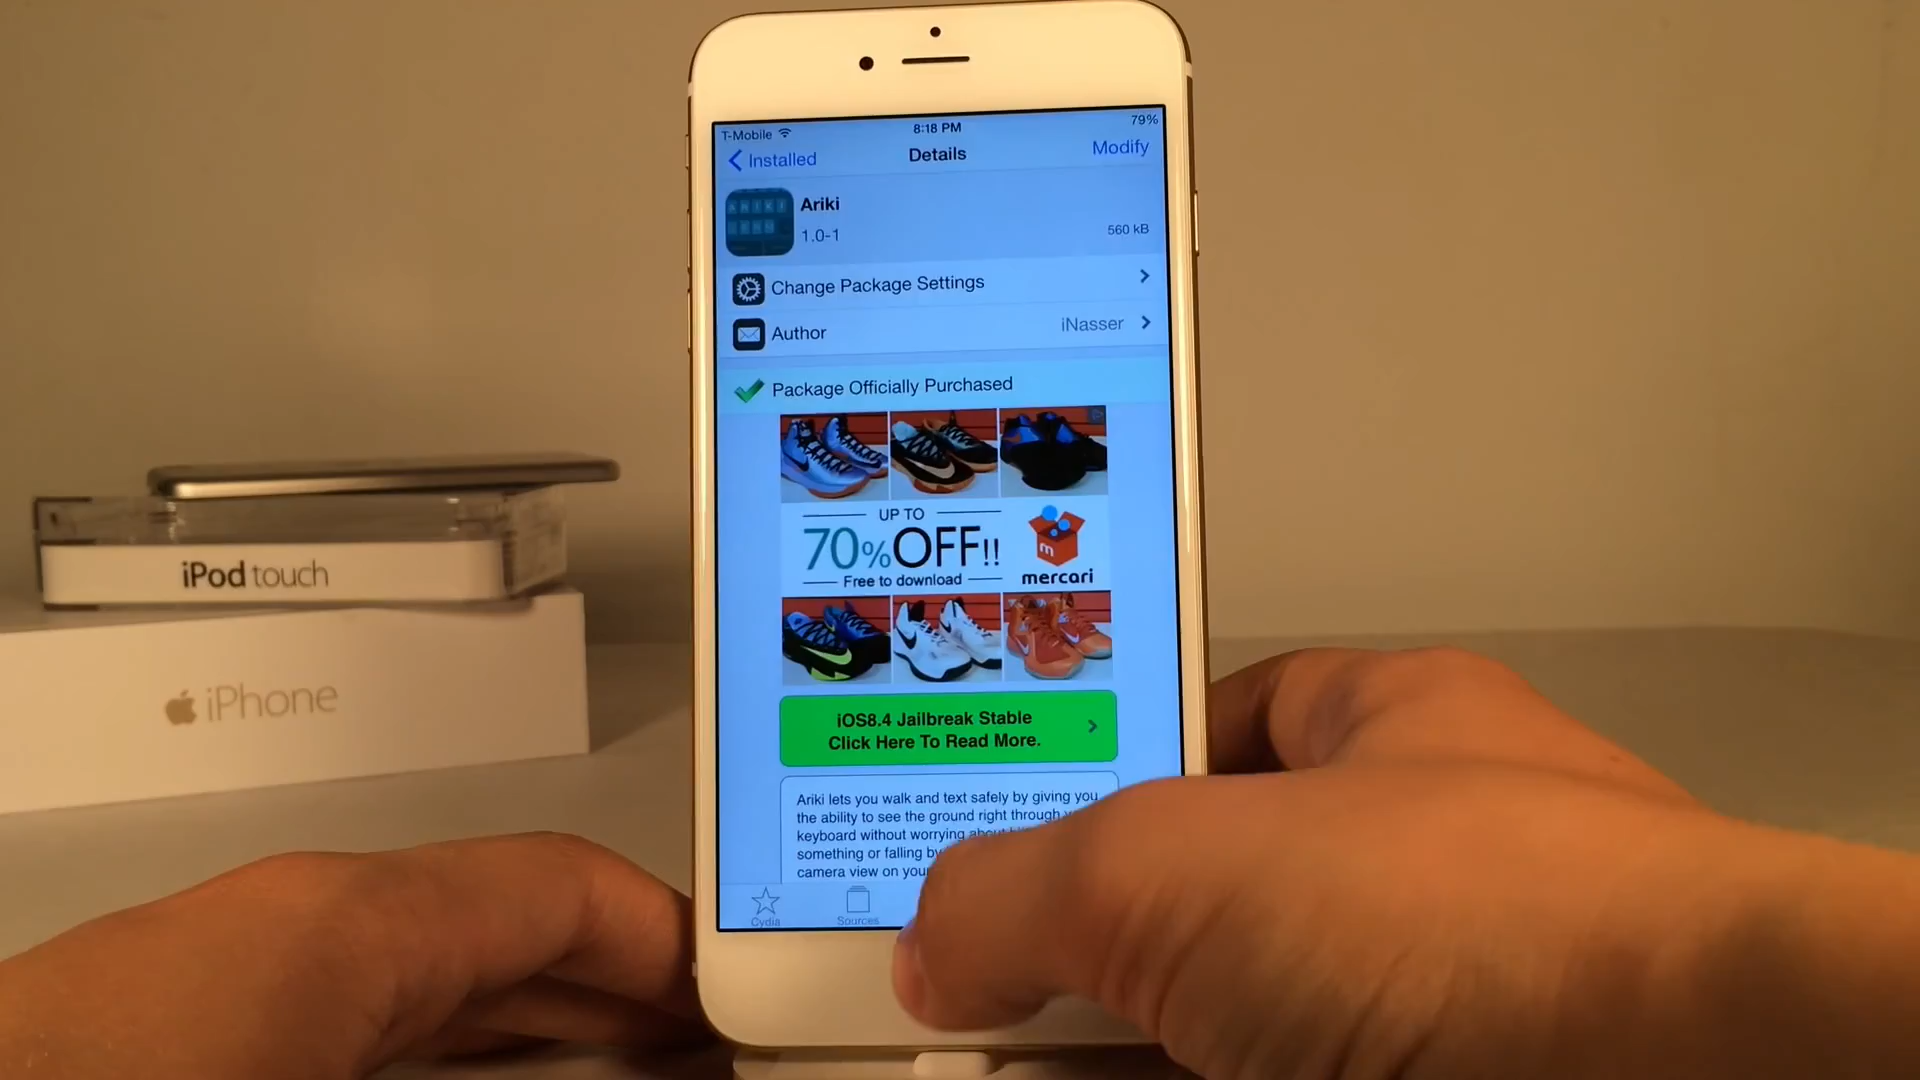 T-Mobile
8:18 PM
79%
Installed
Details
Modify
Ariki
1.0-1
560 kB
Change Package Settings
Author
iNasser
Package Officially Purchased
UP TO
70%OFF!!
Free to download
mercari
iOS8.4 Jailbreak Stable
Click Here To Read More.
Ariki lets you walk and text safely by giving you
the ability to see the ground right through
keyboard without worrying about
something or falling by
camera view on your
Cydia
Sources
iPod touch
iPhone